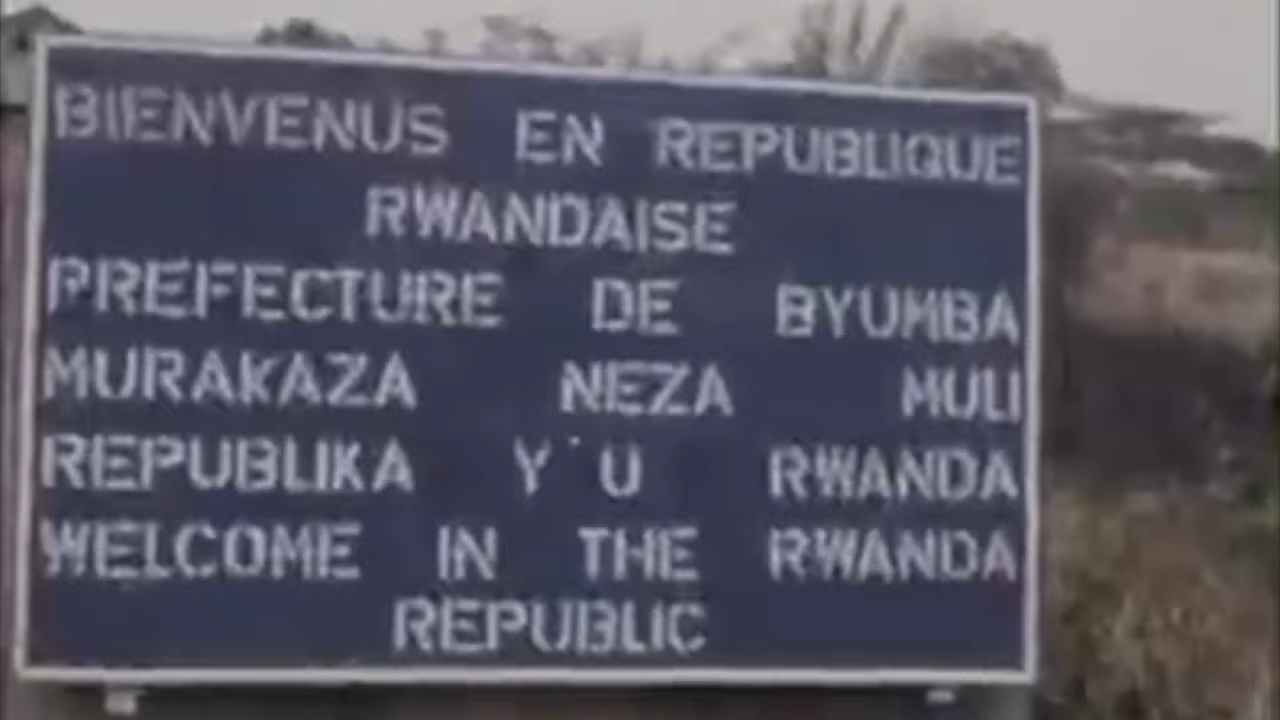 BIENVENUS EN REPUBLIQUE
RWANDAISE
PREFECTURE DE BYUMBA
MURAKAZA NEZA MULI
REPUBLIKA Y'U RWANDA
WELCOME IN THE RWANDA
REPUBLIC